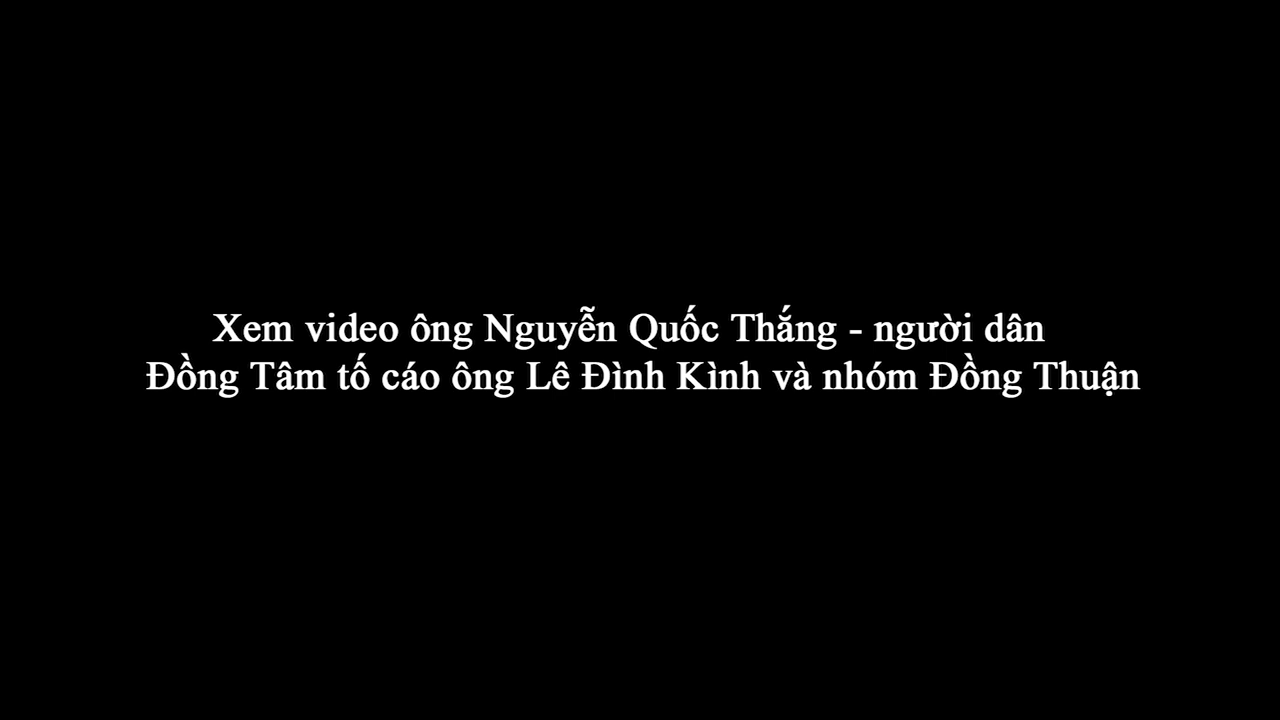 Xem video ông Nguyễn Quốc Thắng - người dân
Đồng Tâm tố cáo ông Lê Đình Kình và nhóm Đồng Thuận